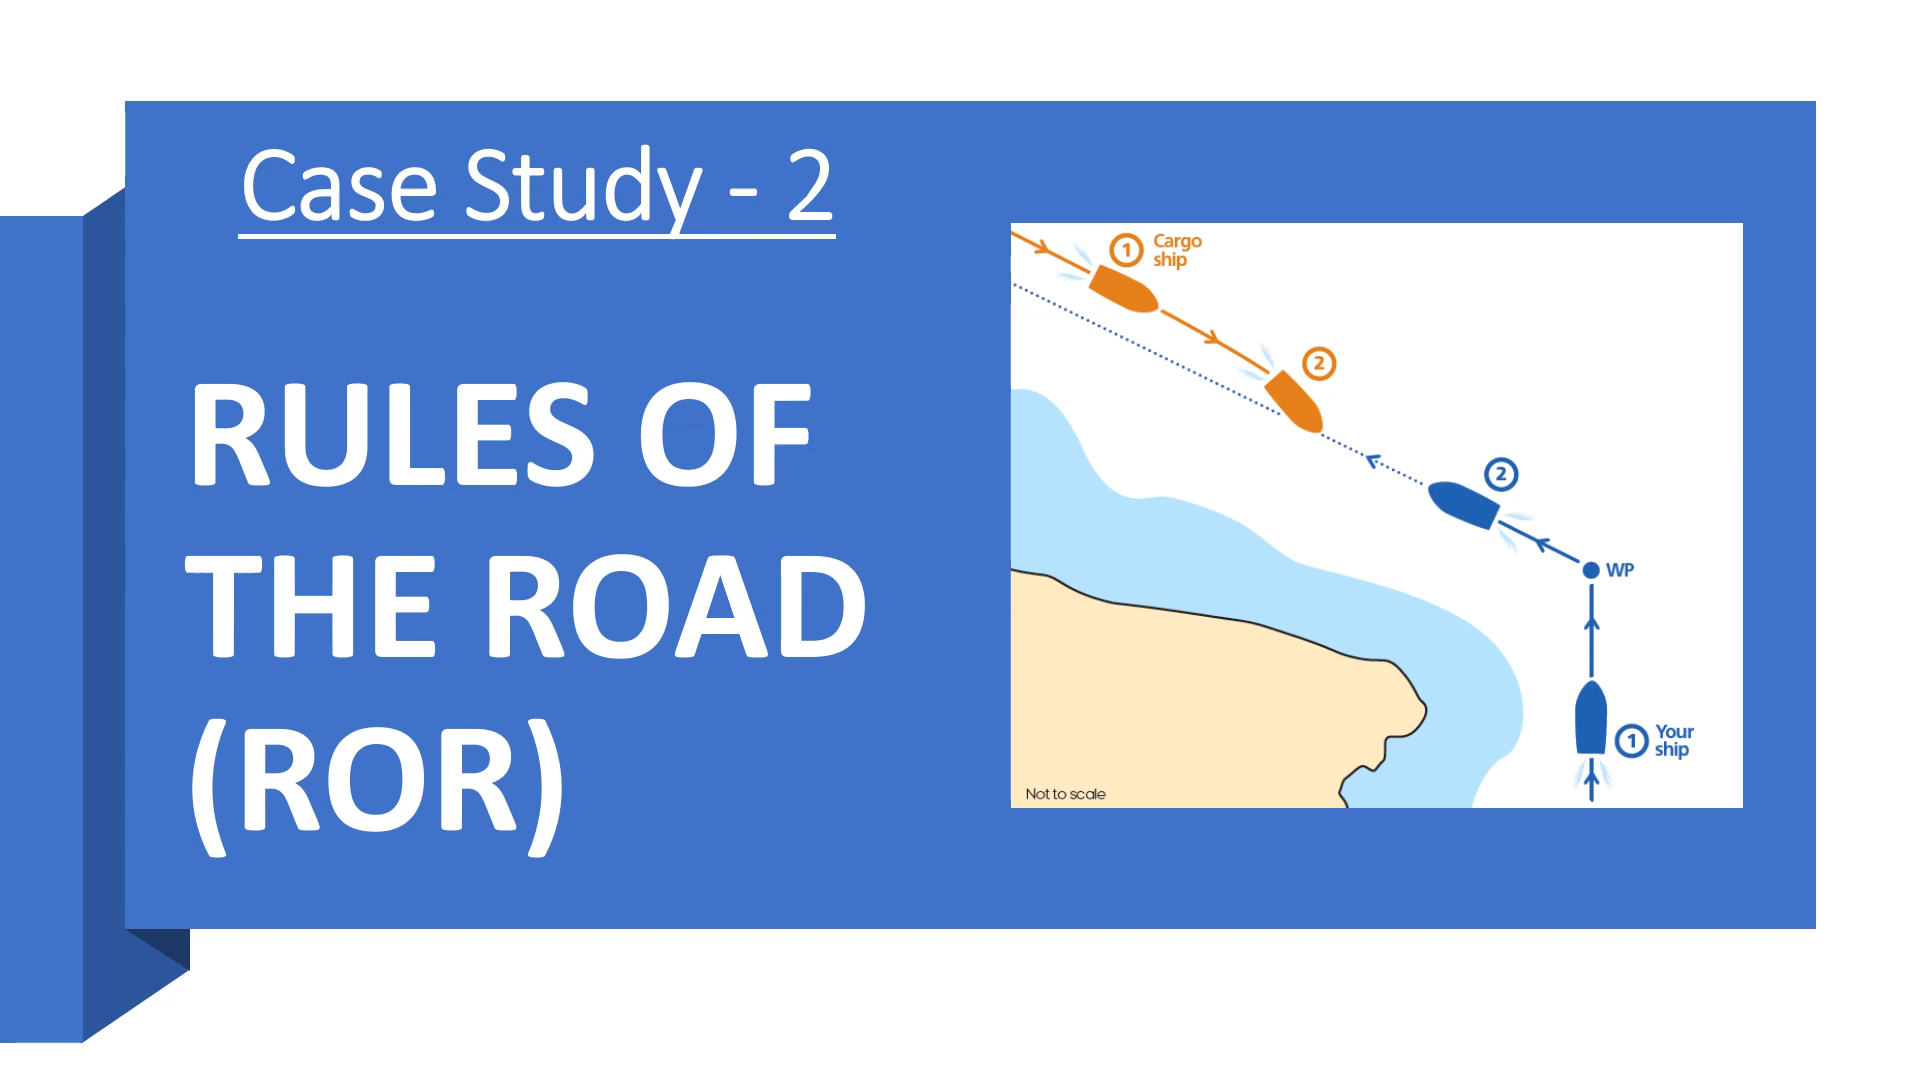 Case Study - 2
RULES OF
THE ROAD
(ROR)
1 Cargo
ship
2
2
WP
1 Your
ship
Not to scale